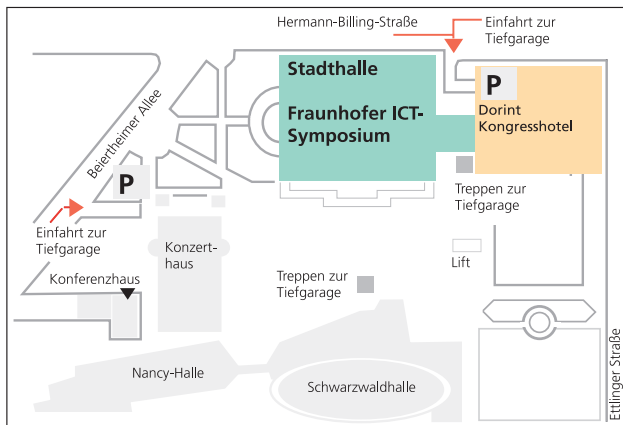 Hermann-Billing-Straße
Einfahrt zur
Tiefgarage
Stadthalle
Fraunhofer ICT-
Symposium
P
Dorint
Kongresshotel
Beiertheimer Allee
P
Treppen zur
Tiefgarage
Einfahrt zur
Tiefgarage
Konzert-
haus
Lift
Konferenzhaus
Treppen zur
Tiefgarage
Nancy-Halle
Schwarzwaldhalle
Ettlinger Straße